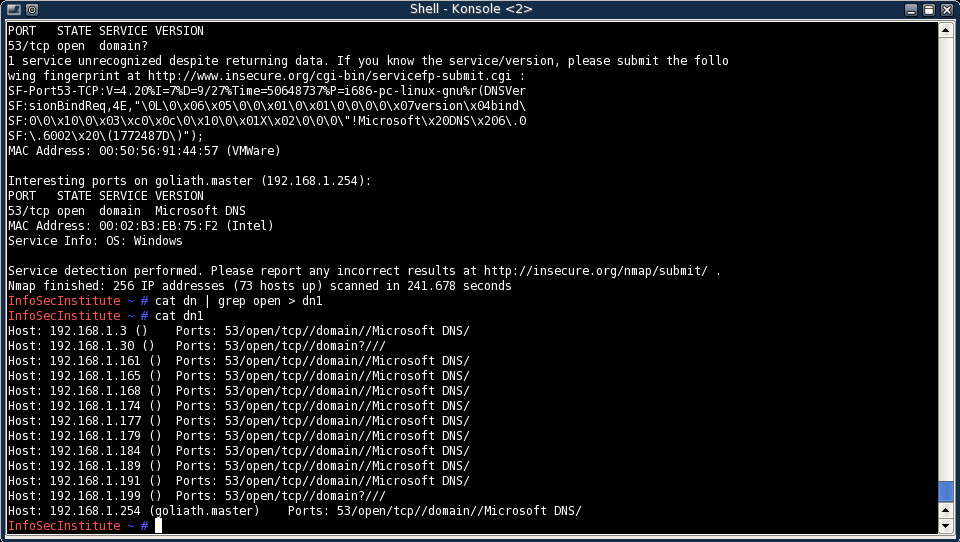 Shell - Konsole <2>
PORT   STATE SERVICE VERSION
53/tcp open  domain?
1 service unrecognized despite returning data. If you know the service/version, please submit the follo
wing fingerprint at http://www.insecure.org/cgi-bin/servicefp-submit.cgi :
SF-Port53-TCP:V=4.20%I=7%D=9/27%Time=50648737%P=i686-pc-linux-gnu%r(DNSVer
SF:sionBindReq,4E,"\0L\0\x06\x05\0\0\x01\0\x01\0\0\0\0\x07version\x04bind\
SF:0\0\x10\0\x03\xc0\x0c\0\x10\0\x01X\x02\0\0\0\"!Microsoft\x20DNS\x206\.0
SF:\.6002\x20\(1772487D\)");
MAC Address: 00:50:56:91:44:57 (VMWare)
Interesting ports on goliath.master (192.168.1.254):
PORT   STATE SERVICE VERSION
53/tcp open  domain  Microsoft DNS
MAC Address: 00:02:B3:EB:75:F2 (Intel)
Service Info: OS: Windows
Service detection performed. Please report any incorrect results at http://insecure.org/nmap/submit/ .
Nmap finished: 256 IP addresses (73 hosts up) scanned in 241.678 seconds
InfoSecInstitute ~ # cat dn | grep open > dn1
InfoSecInstitute ~ # cat dn1
Host: 192.168.1.3 ()    Ports: 53/open/tcp//domain//Microsoft DNS/
Host: 192.168.1.30 ()   Ports: 53/open/tcp//domain?///
Host: 192.168.1.161 ()  Ports: 53/open/tcp//domain//Microsoft DNS/
Host: 192.168.1.165 ()  Ports: 53/open/tcp//domain//Microsoft DNS/
Host: 192.168.1.168 ()  Ports: 53/open/tcp//domain//Microsoft DNS/
Host: 192.168.1.174 ()  Ports: 53/open/tcp//domain//Microsoft DNS/
Host: 192.168.1.177 ()  Ports: 53/open/tcp//domain//Microsoft DNS/
Host: 192.168.1.179 ()  Ports: 53/open/tcp//domain//Microsoft DNS/
Host: 192.168.1.184 ()  Ports: 53/open/tcp//domain//Microsoft DNS/
Host: 192.168.1.189 ()  Ports: 53/open/tcp//domain//Microsoft DNS/
Host: 192.168.1.191 ()  Ports: 53/open/tcp//domain//Microsoft DNS/
Host: 192.168.1.199 ()  Ports: 53/open/tcp//domain?///
Host: 192.168.1.254 (goliath.master)    Ports: 53/open/tcp//domain//Microsoft DNS/
InfoSecInstitute ~ #